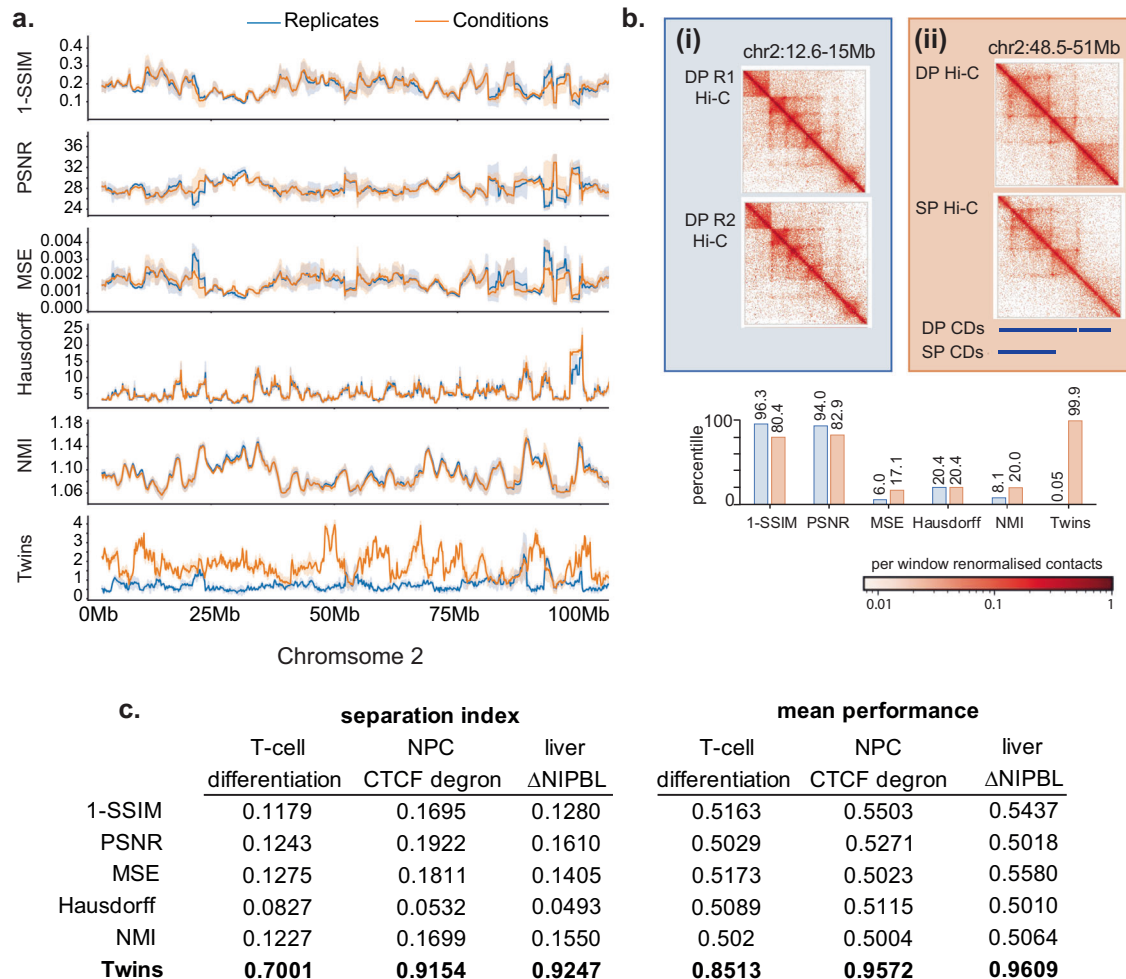 a.
Replicates Conditions
1-SSIM
0.4
0.3
0.2
0.1
PSNR
36
32
28
24
MSE
0.004
0.003
0.002
0.001
0.000
Hausdorff
25
20
15
10
5
NMI
1.18
1.12
1.06
Twins
4
3
2
1
0
0Mb 25Mb 50Mb 75Mb 100Mb
Chromsome 2
b.
(i)
chr2:12.6-15Mb
DP R1
Hi-C
DP R2
Hi-C
(ii)
chr2:48.5-51Mb
DP Hi-C
SP Hi-C
DP CDs
SP CDs
percentille
100
0
96.3 80.4 94.0 82.9 6.0 17.1 20.4 20.4 8.1 20.0 0.05 99.9
1-SSIM PSNR MSE Hausdorff NMI Twins
per window renormalised contacts
0.01 0.1 1
c.
separation index mean performance
T-cell NPC liver T-cell NPC liver
differentiation CTCF degron ΔNIPBL differentiation CTCF degron ΔNIPBL
1-SSIM 0.1179 0.1695 0.1280 0.5163 0.5503 0.5437
PSNR 0.1243 0.1922 0.1610 0.5029 0.5271 0.5018
MSE 0.1275 0.1811 0.1405 0.5173 0.5023 0.5580
Hausdorff 0.0827 0.0532 0.0493 0.5089 0.5115 0.5010
NMI 0.1227 0.1699 0.1550 0.502 0.5004 0.5064
Twins 0.7001 0.9154 0.9247 0.8513 0.9572 0.9609